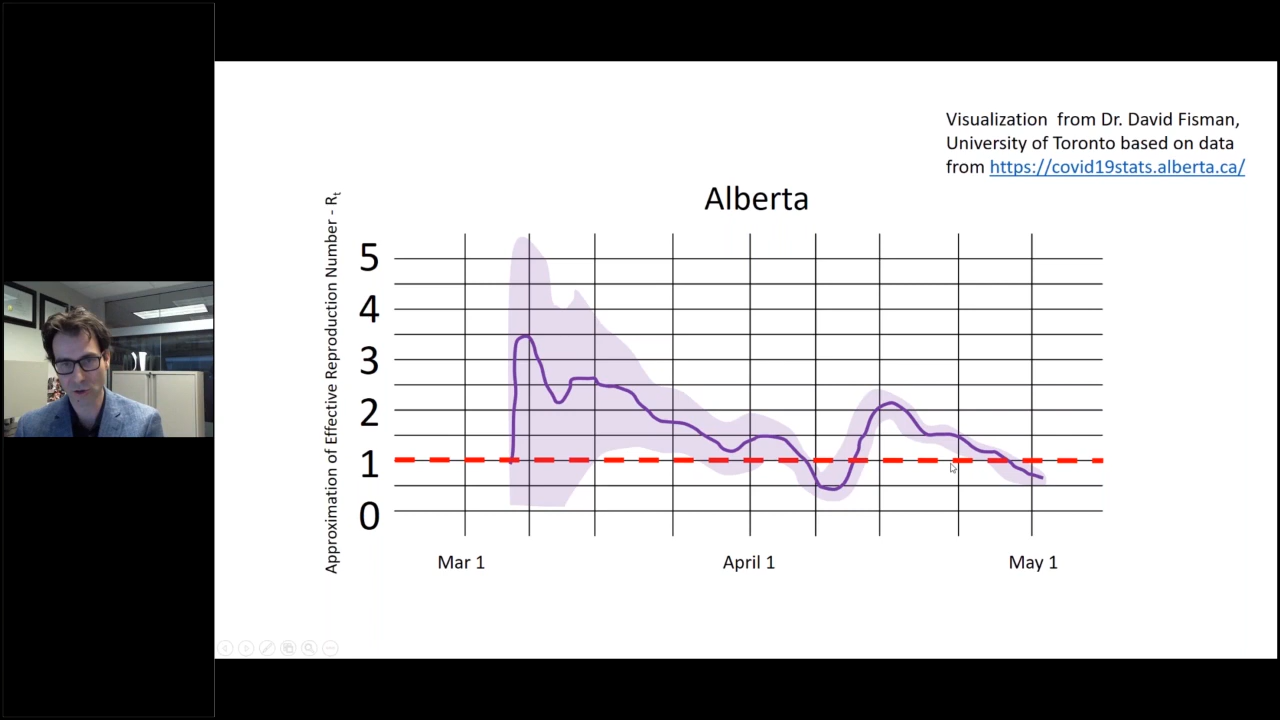 Visualization from Dr. David Fisman,
University of Toronto based on data
from https://covid19stats.alberta.ca/
Alberta
Approximation of Effective Reproduction Number - Rt
5
4
3
2
1
0
Mar 1
April 1
May 1